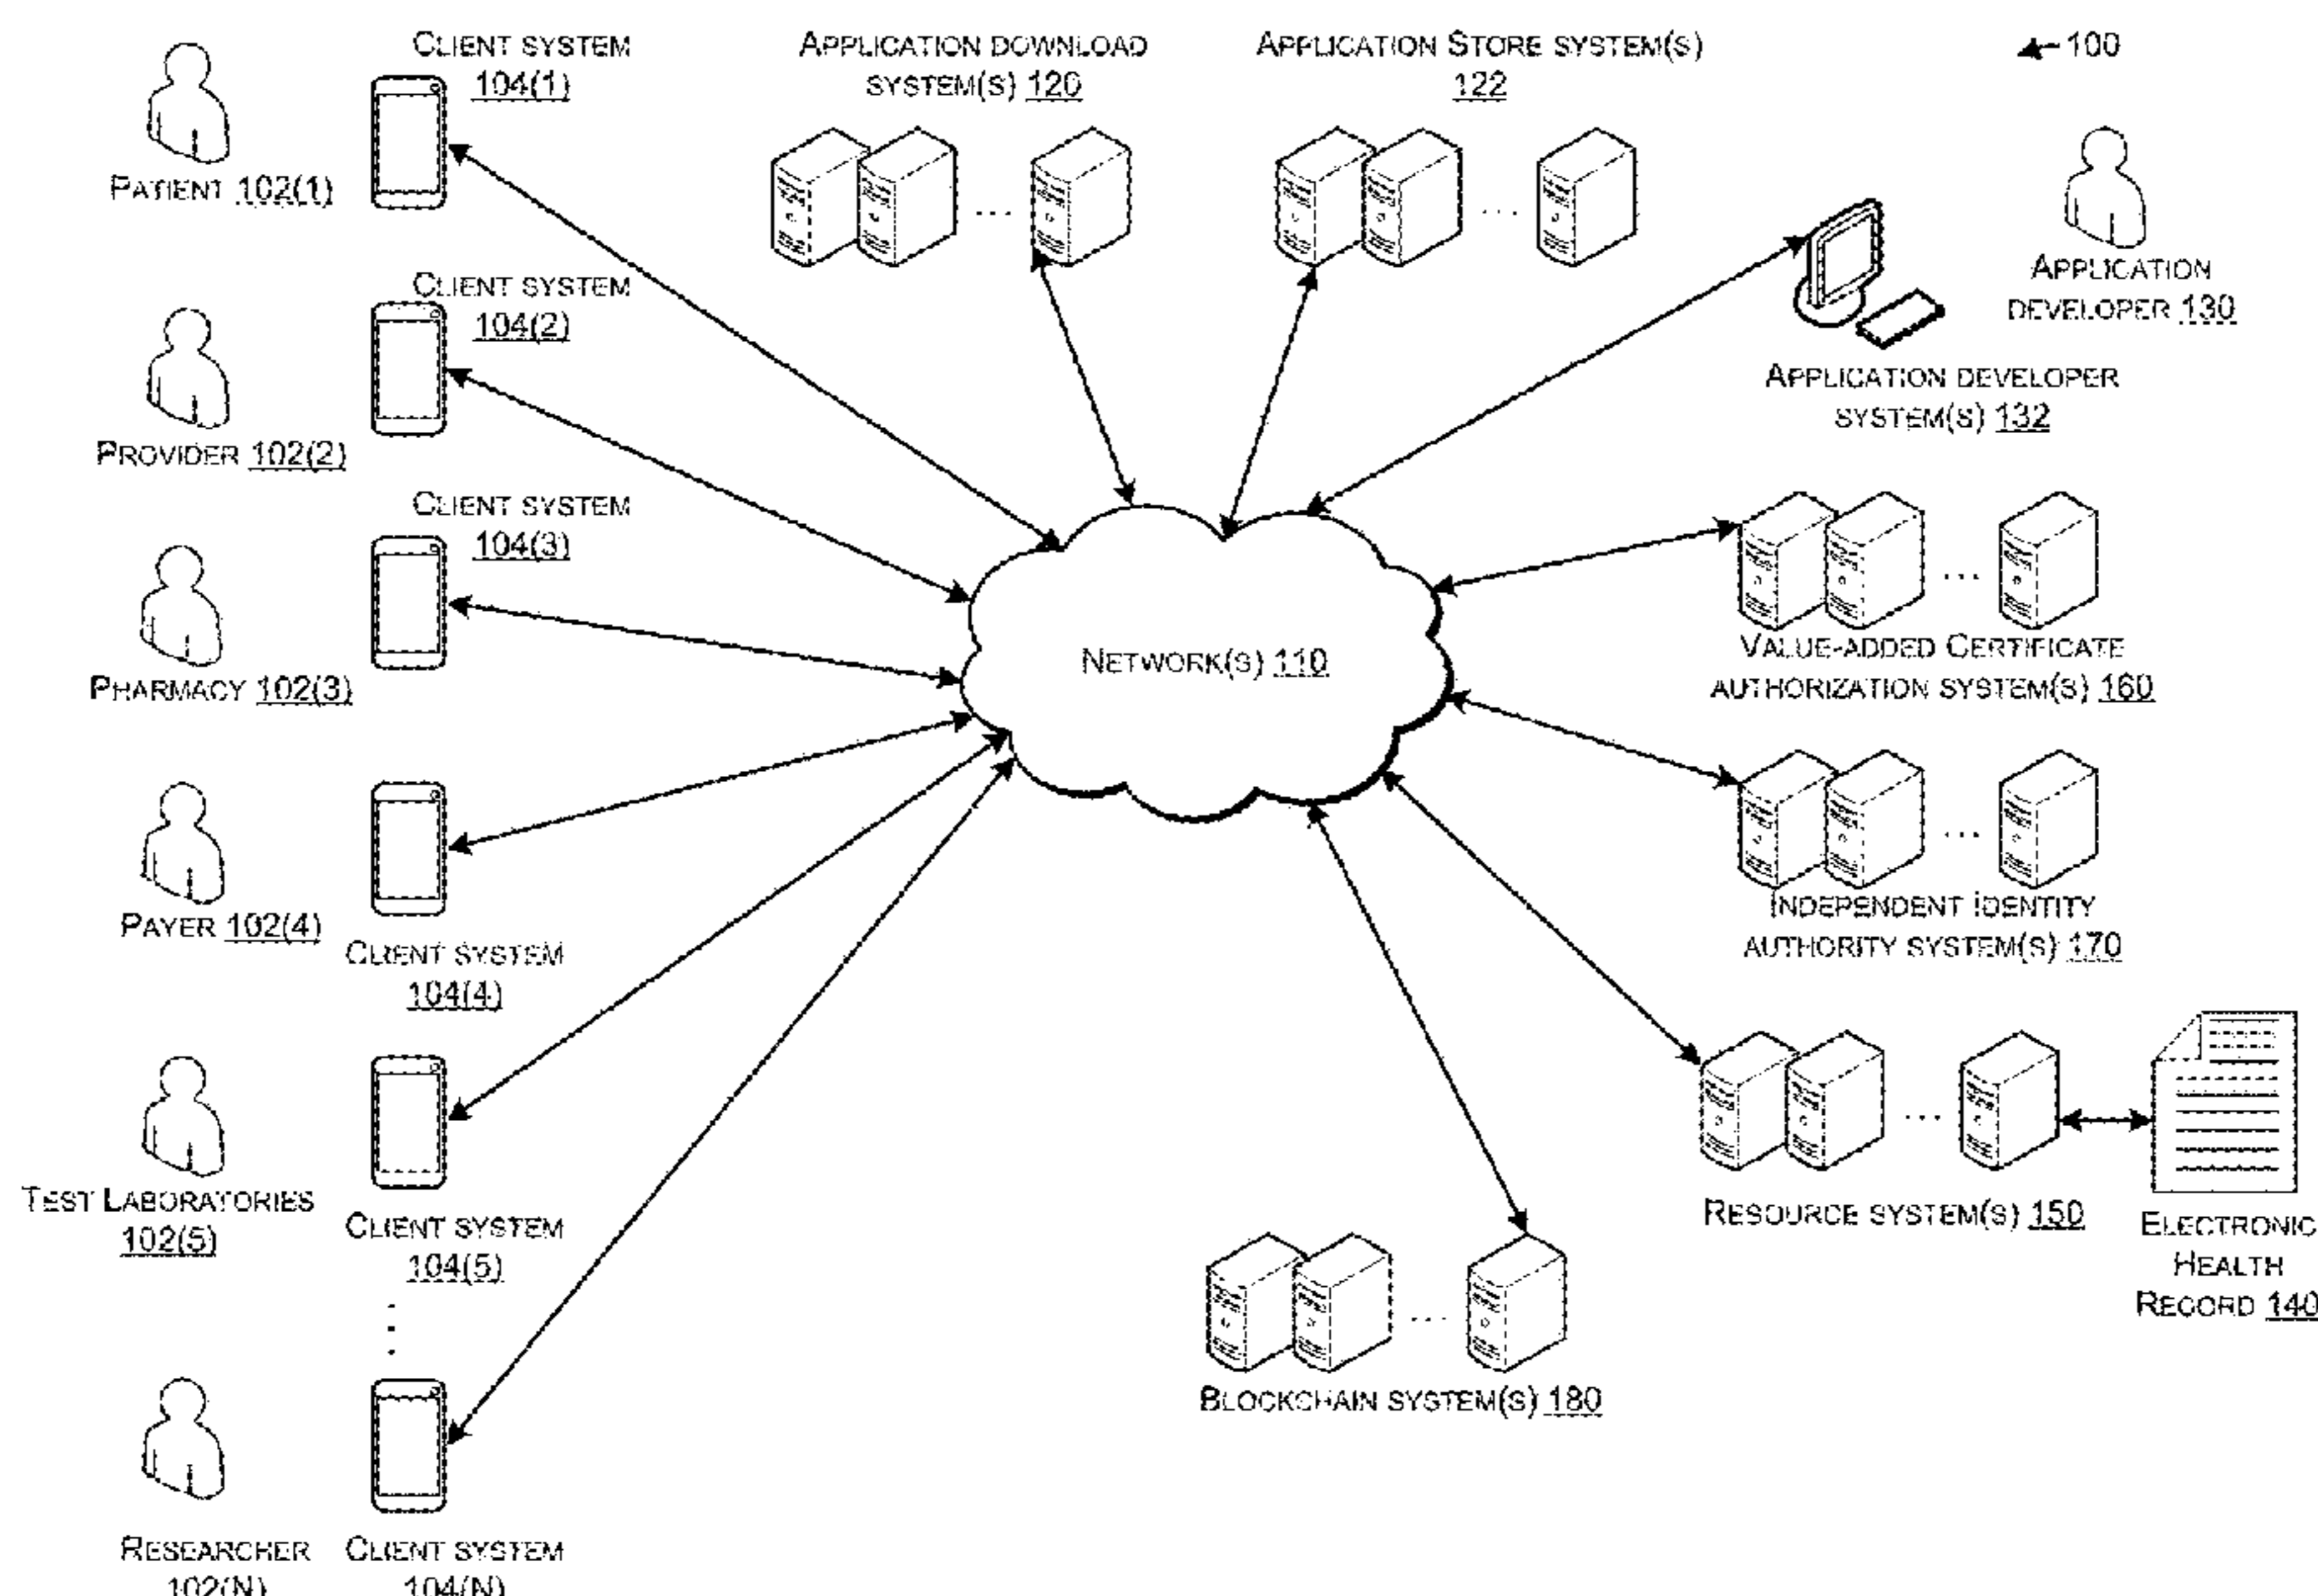 CLIENT SYSTEM
104(1)
APPLICATION DOWNLOAD
SYSTEM(S) 120
APPLICATION STORE SYSTEM(S)
122
100
PATIENT 102(1)
CLIENT SYSTEM
104(2)
APPLICATION
DEVELOPER 130
APPLICATION DEVELOPER
SYSTEM(S) 132
PROVIDER 102(2)
CLIENT SYSTEM
104(3)
NETWORK(S) 110
VALUE-ADDED CERTIFICATE
AUTHORIZATION SYSTEM(S) 160
PHARMACY 102(3)
PAYER 102(4)
CLIENT SYSTEM
104(4)
INDEPENDENT IDENTITY
AUTHORITY SYSTEM(S) 170
TEST LABORATORIES
102(5)
CLIENT SYSTEM
104(5)
RESOURCE SYSTEM(S) 150
ELECTRONIC
HEALTH
RECORD 140
BLOCKCHAIN SYSTEM(S) 180
RESEARCHER
102(N)
CLIENT SYSTEM
104(N)